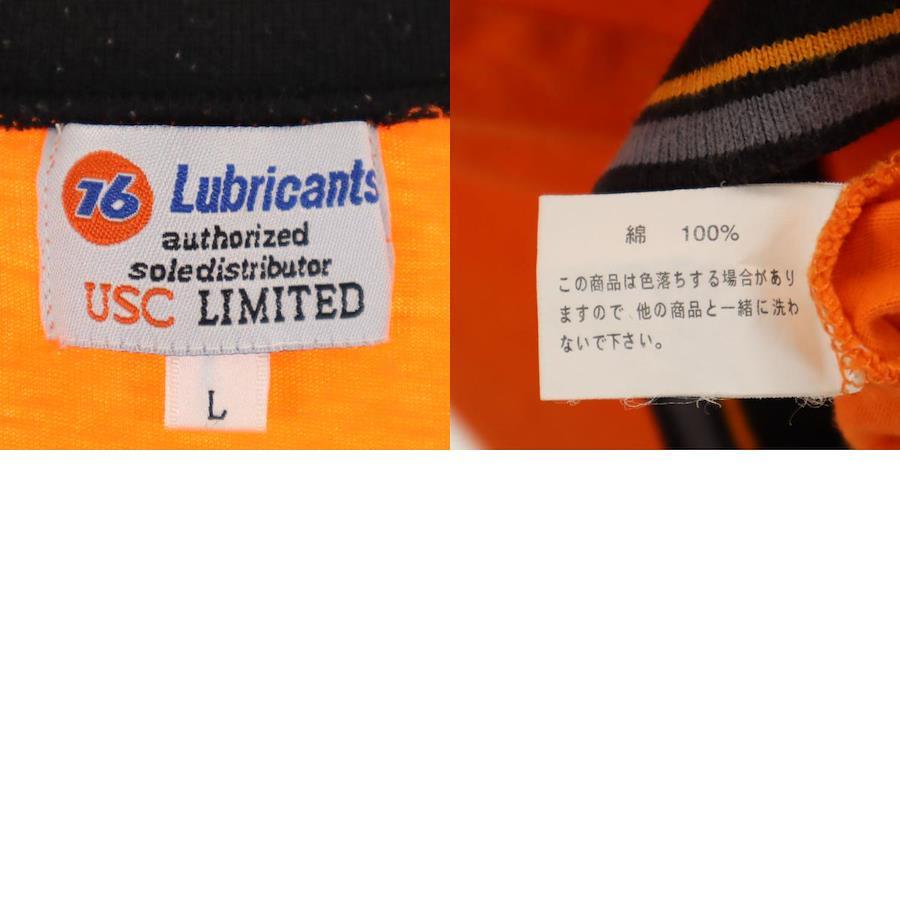 76 Lubricants
authorized
sole distributor
USC LIMITED
L
綿 100%
この商品は色落ちする場合があり
ますので、他の商品と一緒に洗わ
ないで下さい。